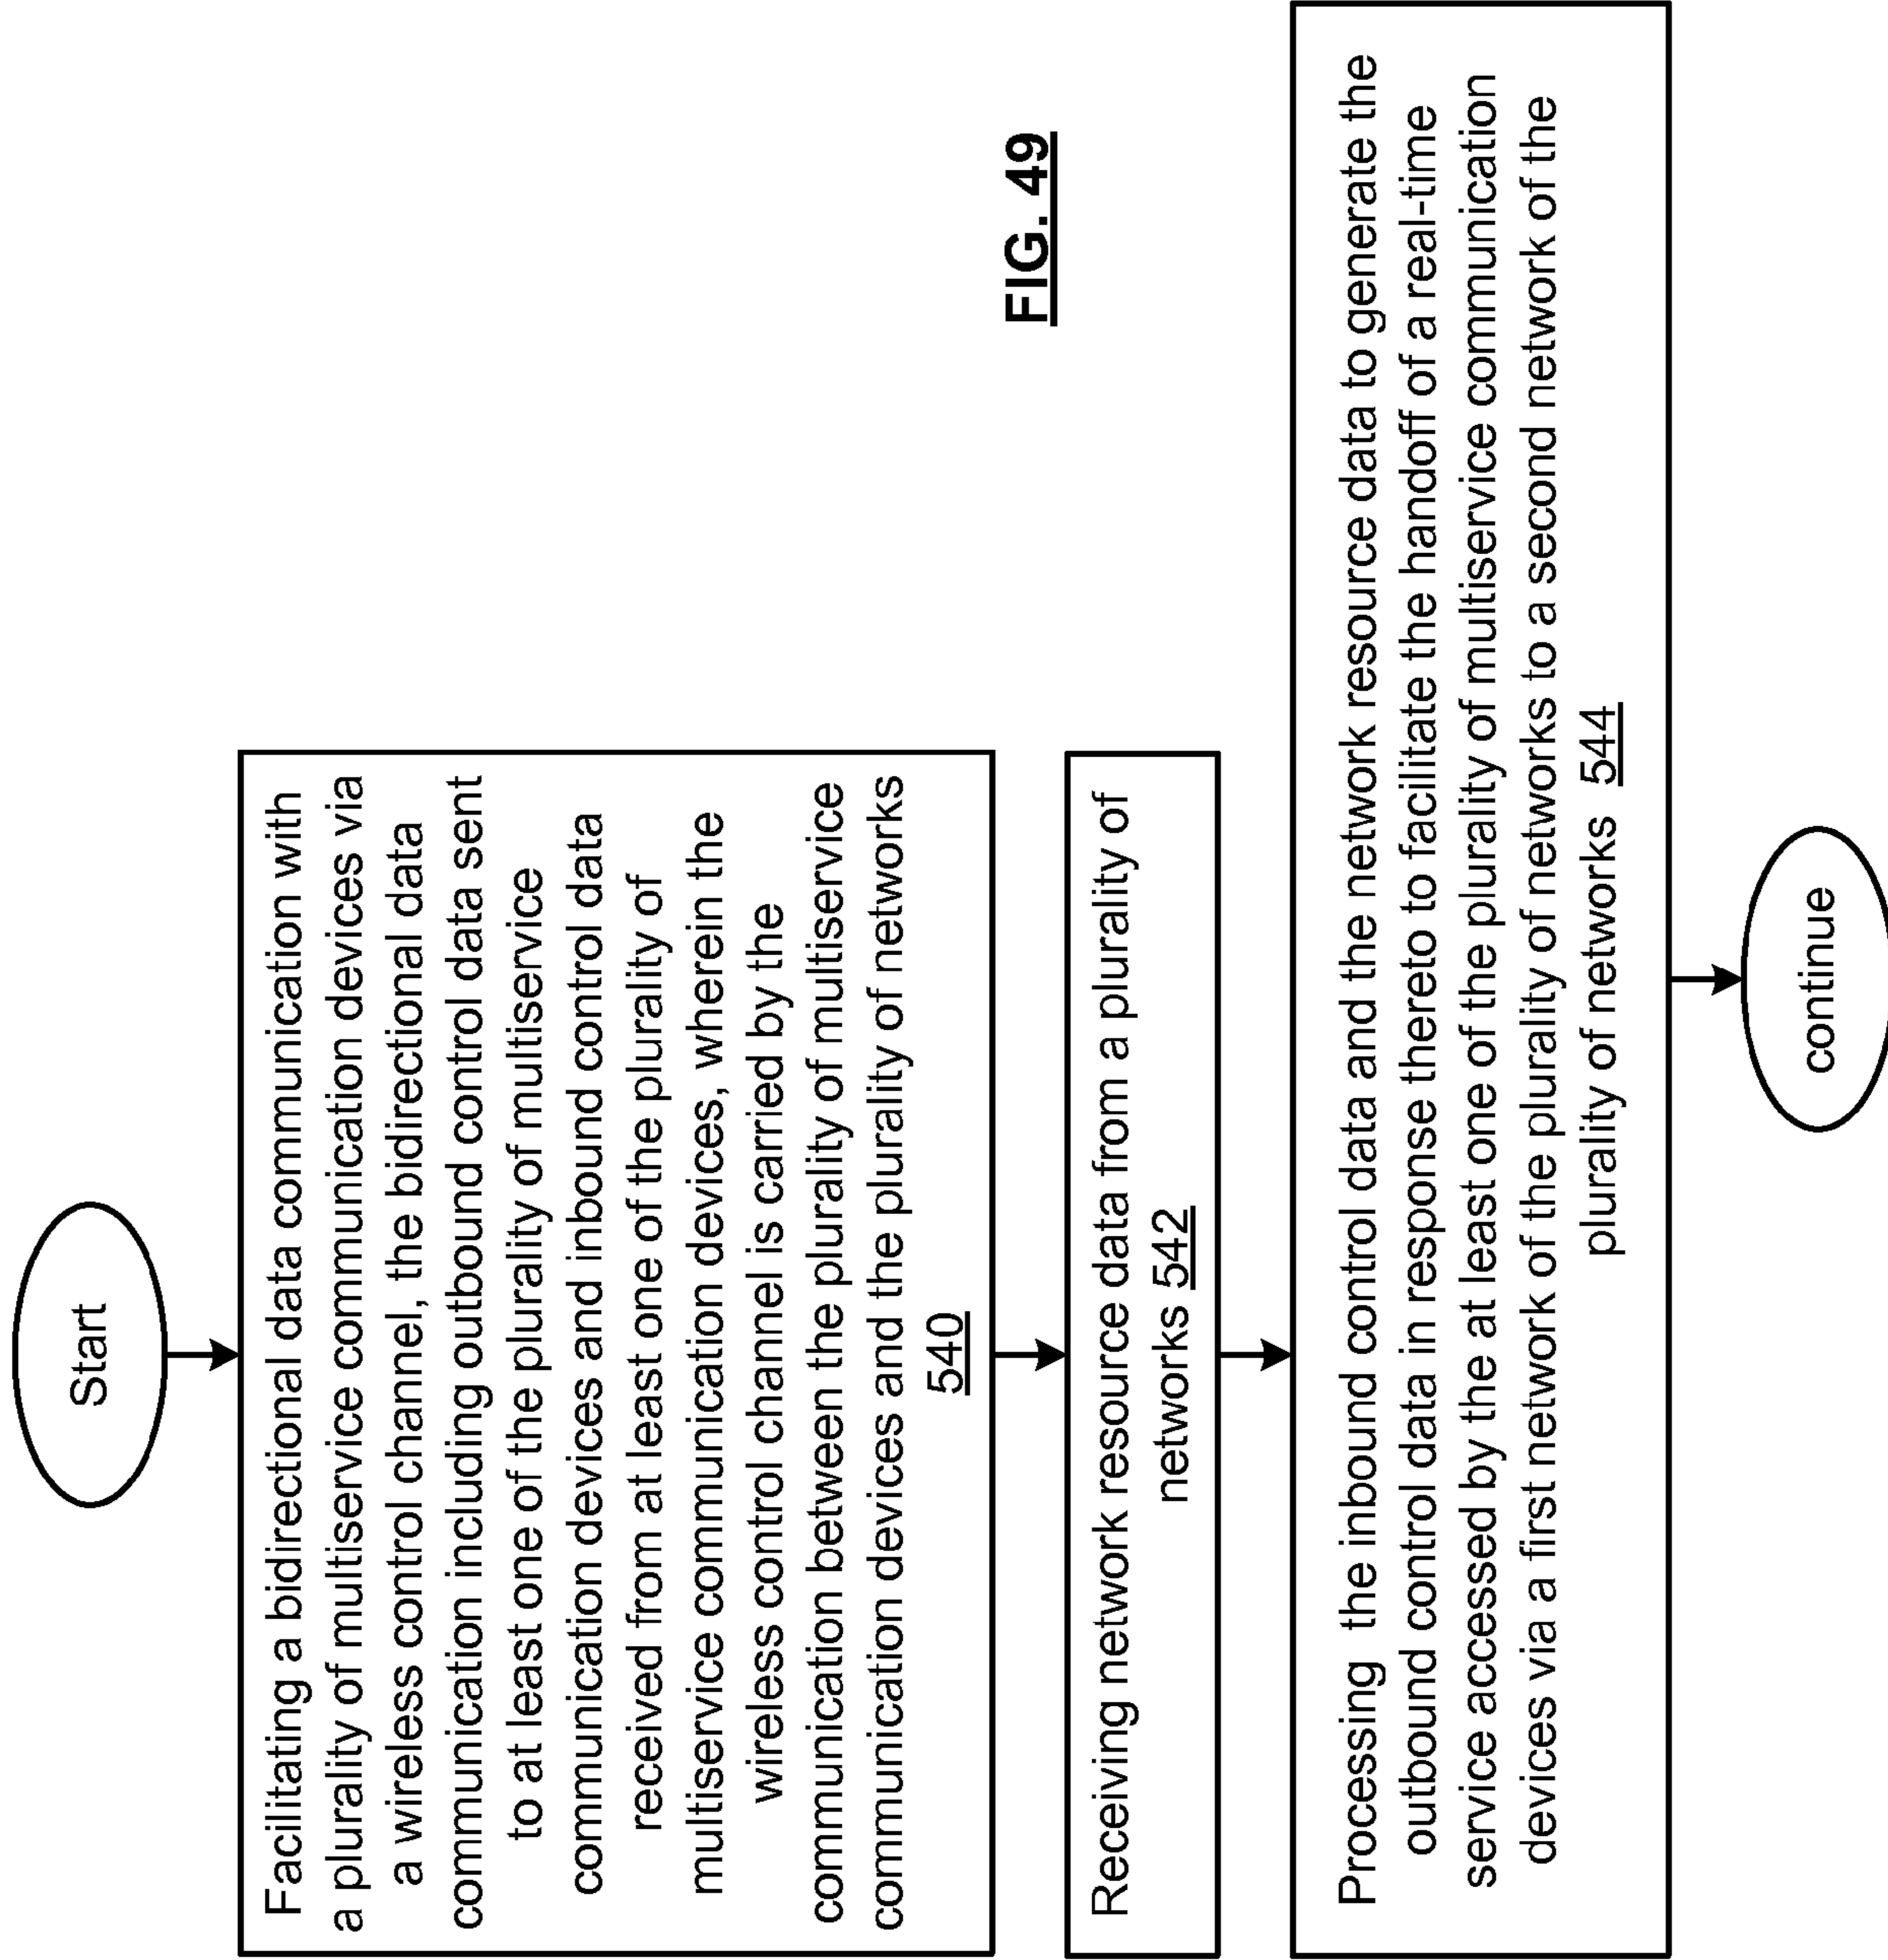 Start
Facilitating a bidirectional data communication with
a plurality of multiservice communication devices via
a wireless control channel, the bidirectional data
communication including outbound control data sent
to at least one of the plurality of multiservice
communication devices and inbound control data
received from at least one of the plurality of
multiservice communication devices, wherein the
wireless control channel is carried by the
communication between the plurality of multiservice
communication devices and the plurality of networks
540
Receiving network resource data from a plurality of
networks 542
Processing the inbound control data and the network resource data to generate the
outbound control data in response thereto to facilitate the handoff of a real-time
service accessed by the at least one of the plurality of multiservice communication
devices via a first network of the plurality of networks to a second network of the
plurality of networks 544
continue
FIG. 49